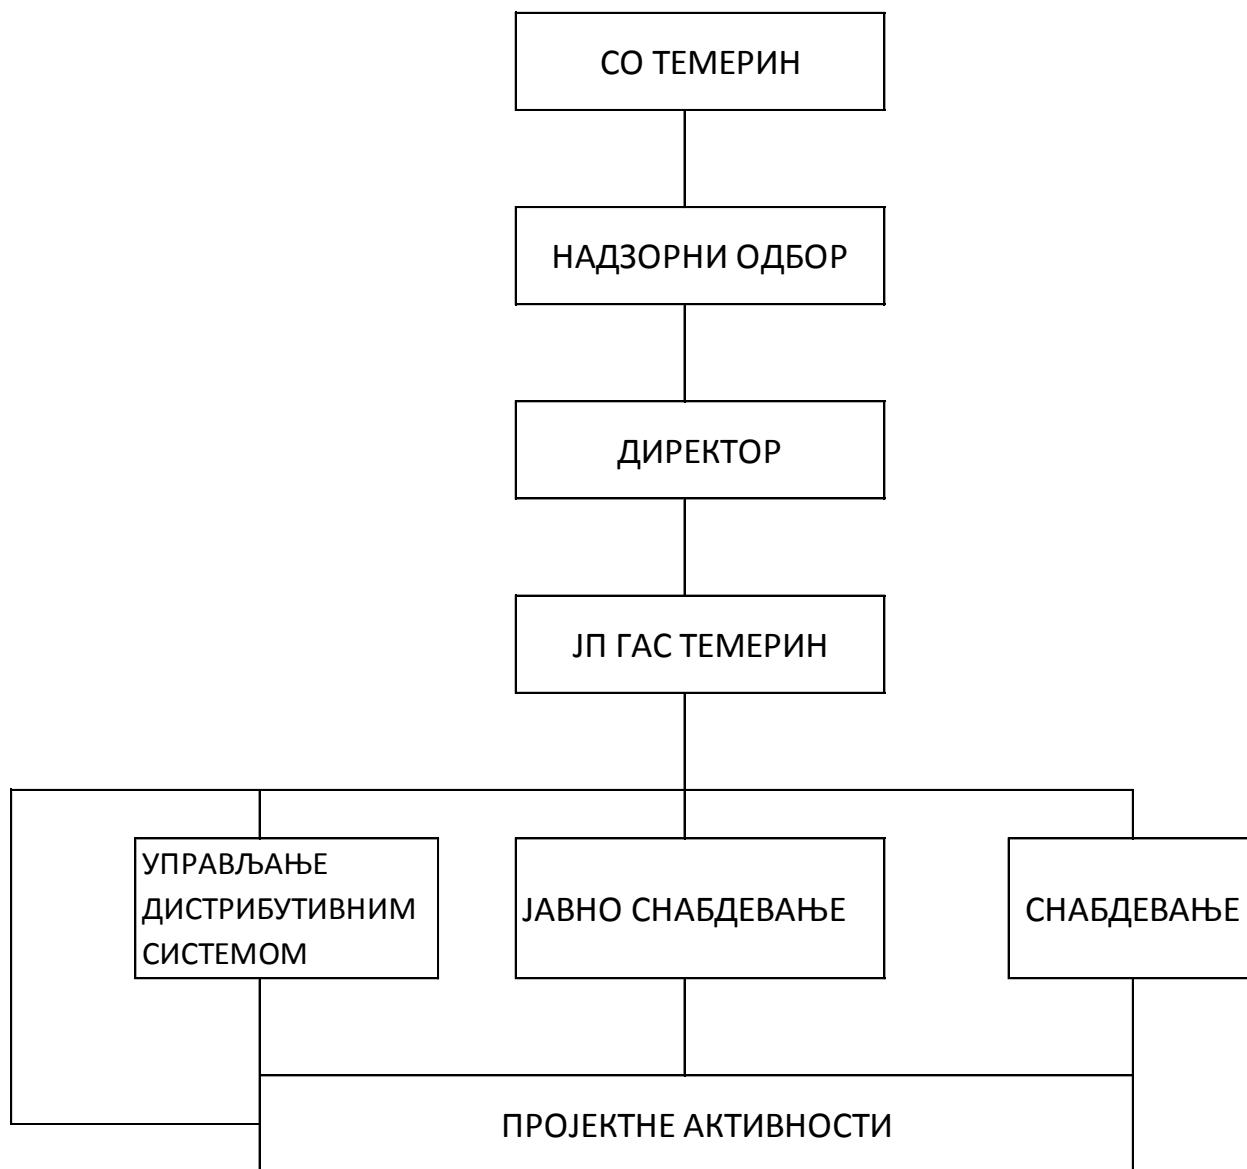 СО ТЕМЕРИН
НАДЗОРНИ ОДБОР
ДИРЕКТОР
ЈП ГАС ТЕМЕРИН
УПРАВЉАЊЕ
ДИСТРИБУТИВНИМ
СИСТЕМОМ
ЈАВНО СНАБДЕВАЊЕ
СНАБДЕВАЊЕ
ПРОЈЕКТНЕ АКТИВНОСТИ